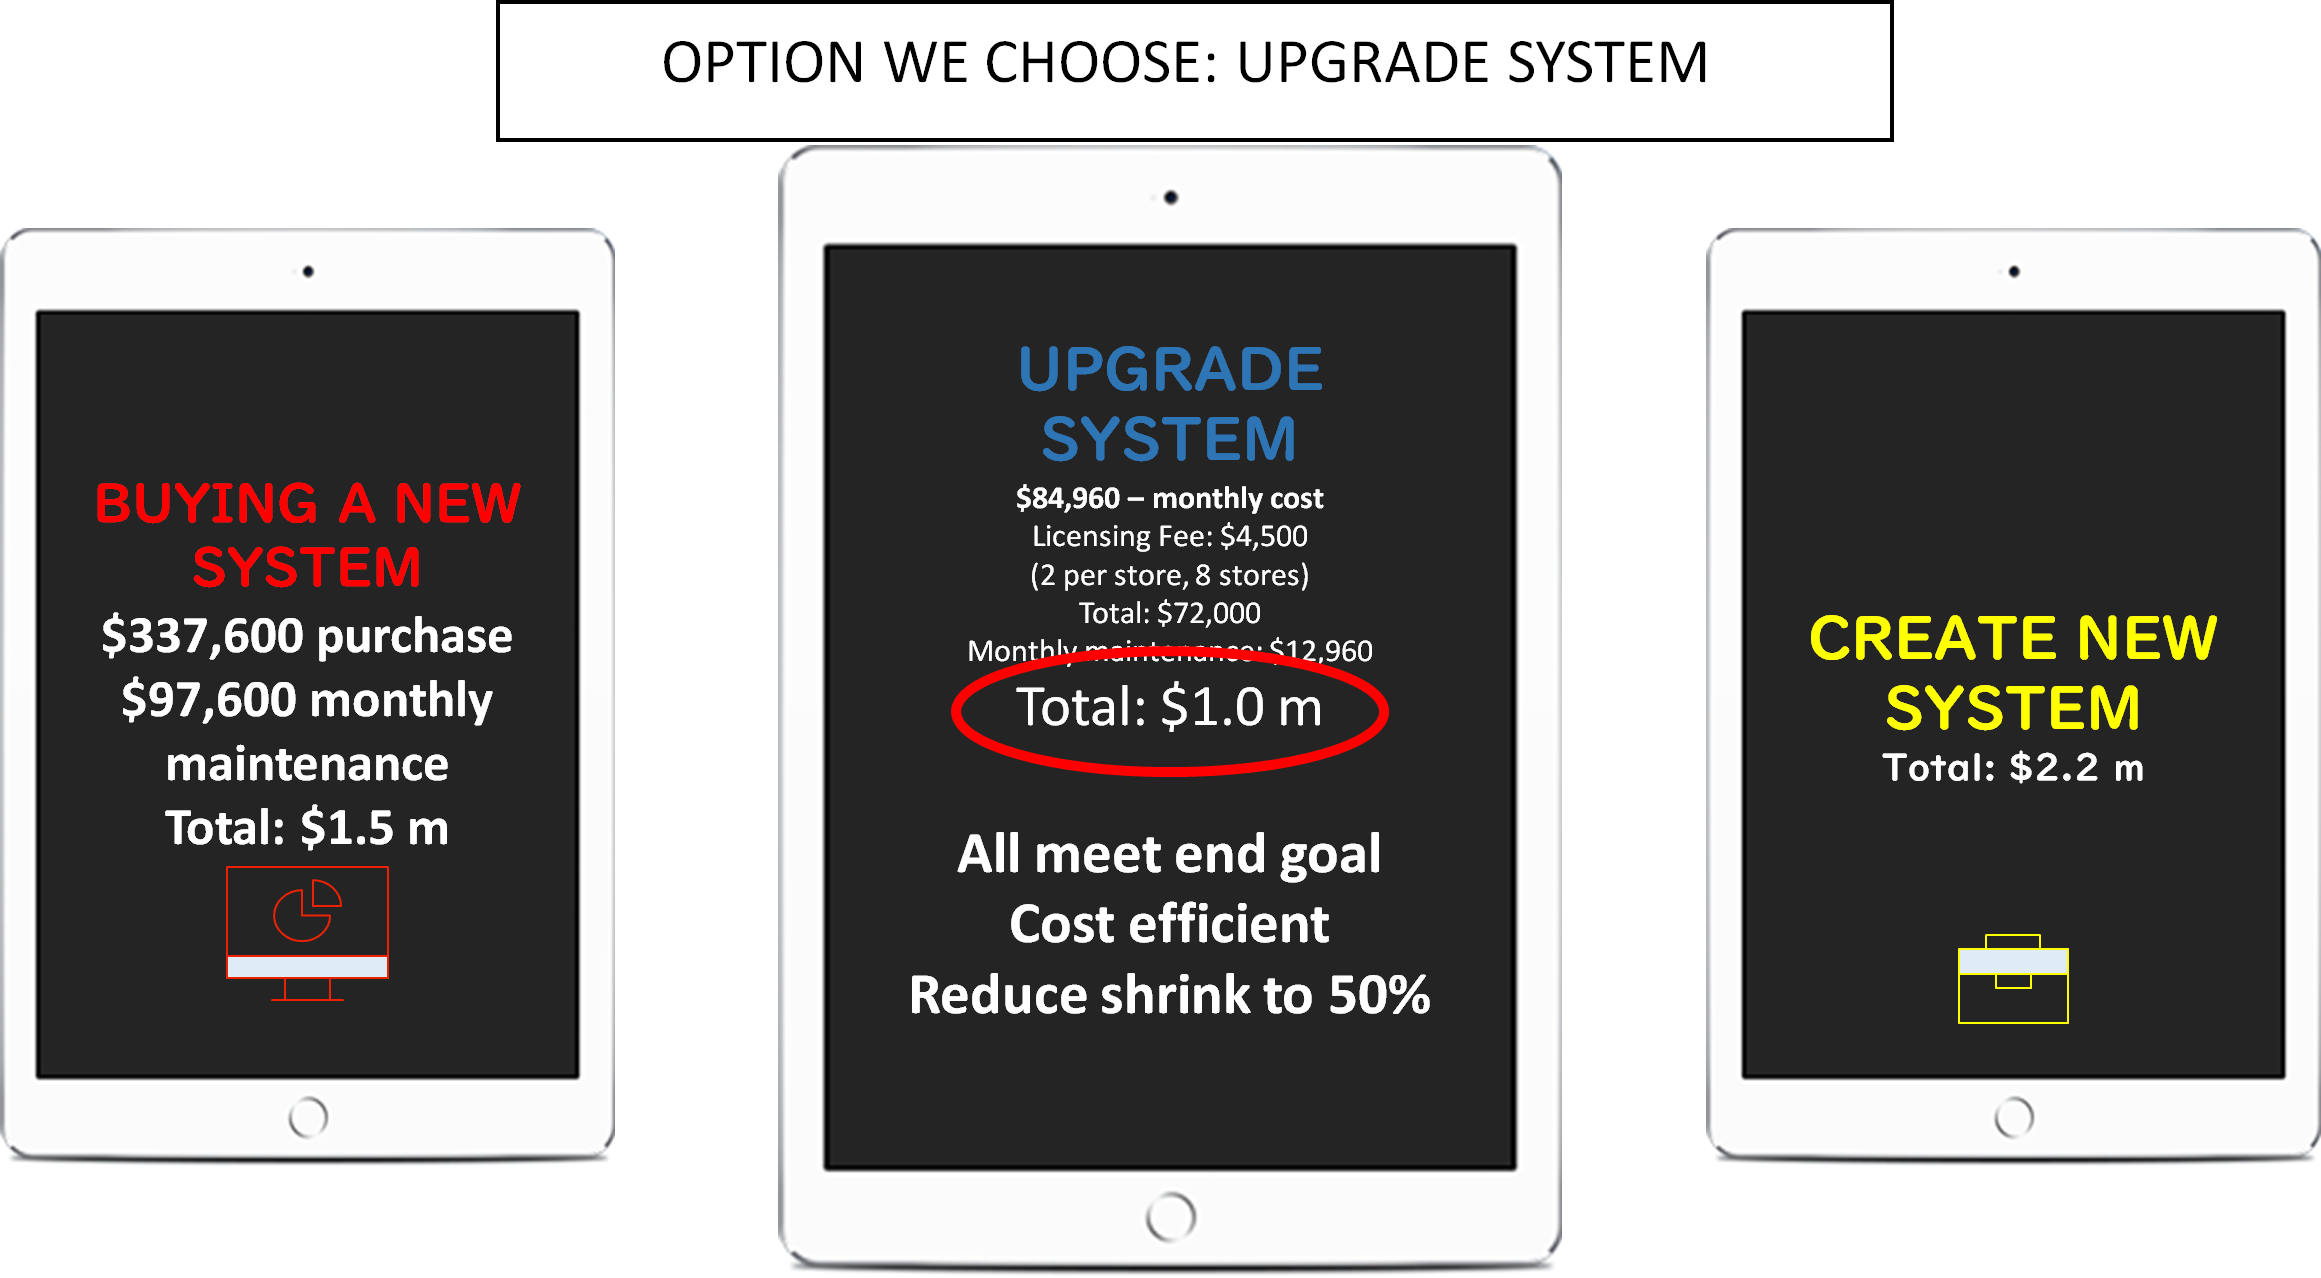 OPTION WE CHOOSE: UPGRADE SYSTEM
BUYING A NEW
SYSTEM
$337,600 purchase
$97,600 monthly
maintenance
Total: $1.5 m
UPGRADE
SYSTEM
$84,960 – monthly cost
Licensing Fee: $4,500
(2 per store, 8 stores)
Total: $72,000
Monthly maintenance: $12,960
Total: $1.0 m
All meet end goal
Cost efficient
Reduce shrink to 50%
CREATE NEW
SYSTEM
Total: $2.2 m